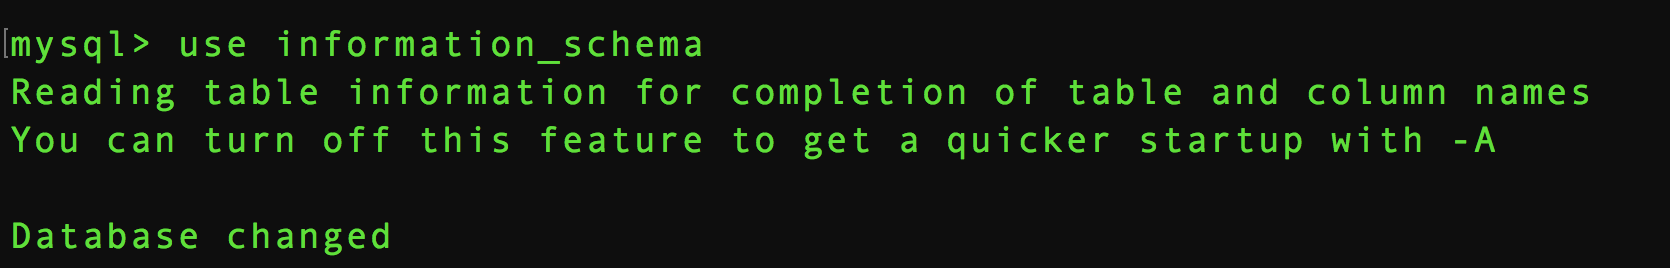 mysql> use information_schema
Reading table information for completion of table and column names
You can turn off this feature to get a quicker startup with -A
Database changed